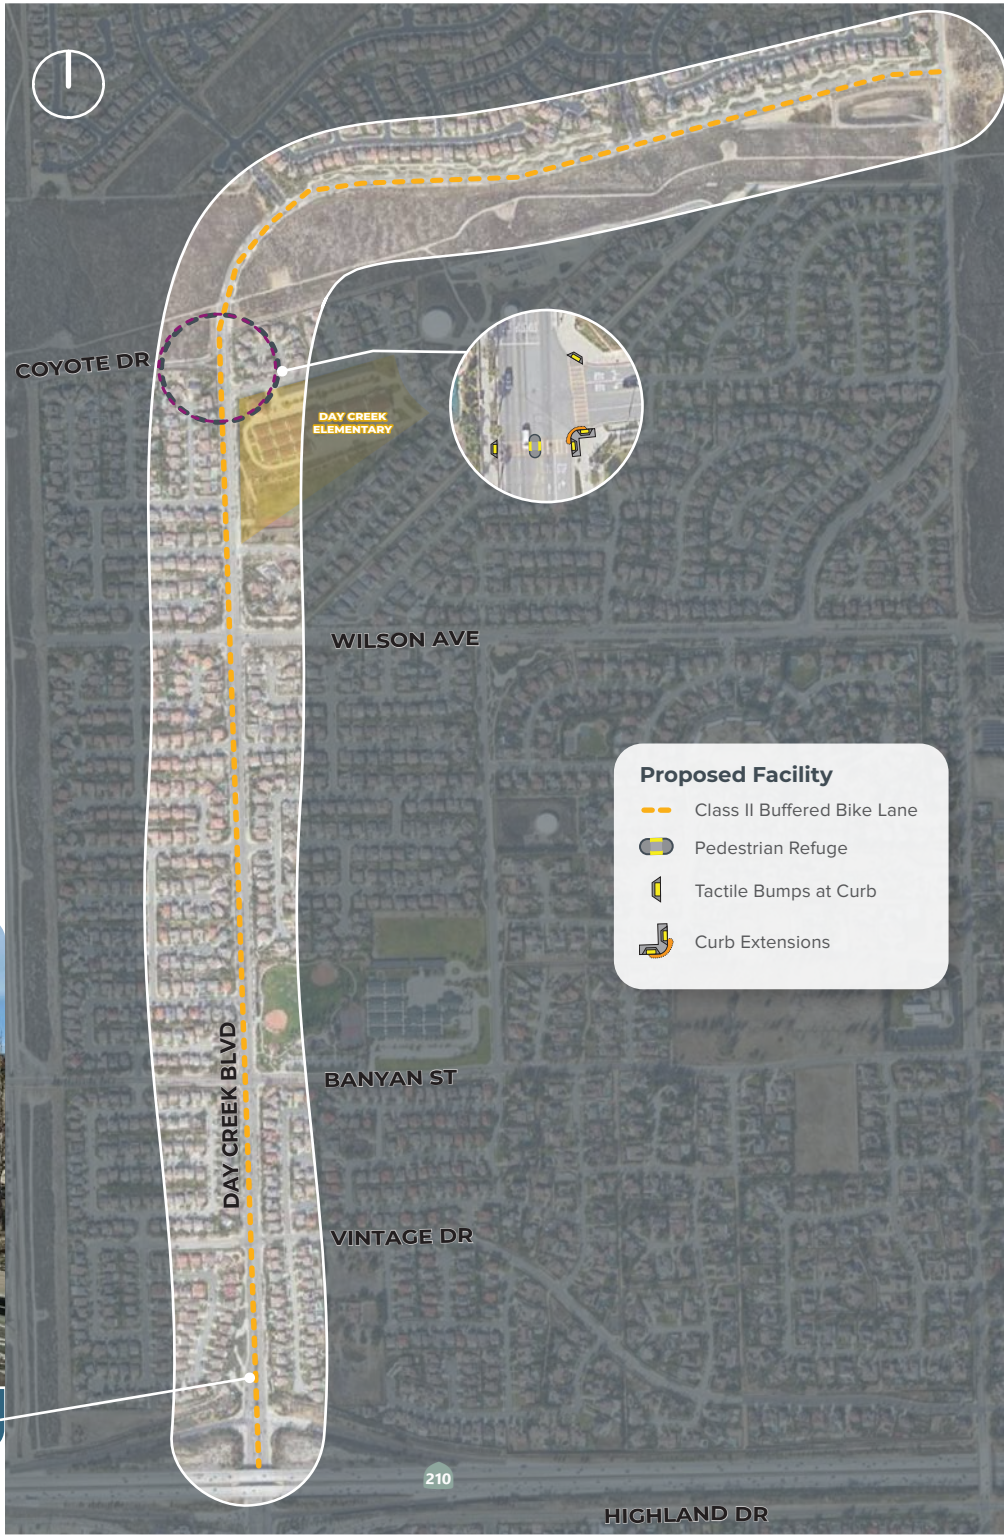 COYOTE DR
DAY CREEK
ELEMENTARY
WILSON AVE
Proposed Facility
Class II Buffered Bike Lane
Pedestrian Refuge
Tactile Bumps at Curb
Curb Extensions
DAY CREEK BLVD
BANYAN ST
VINTAGE DR
210
HIGHLAND DR